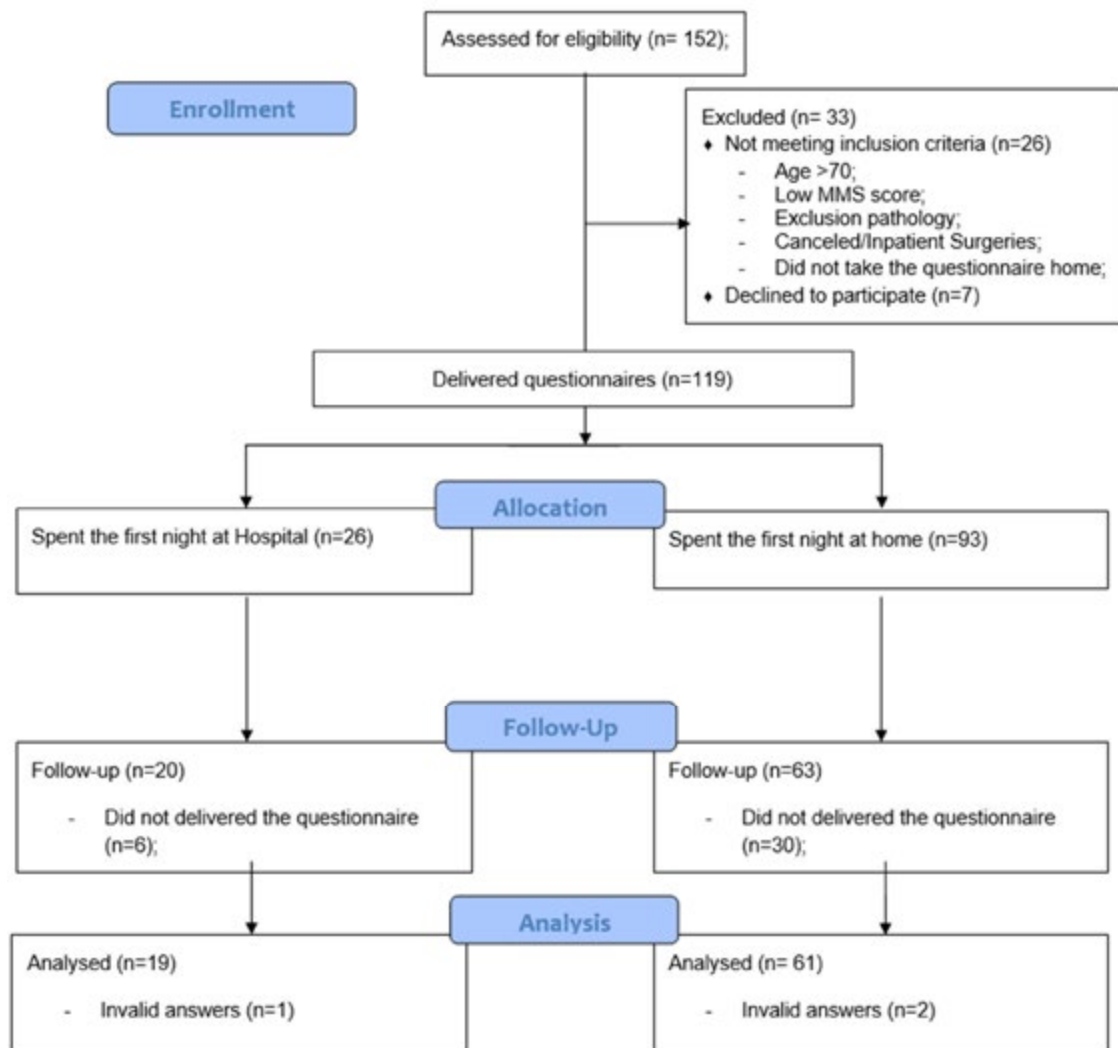 Assessed for eligibility (n= 152);
Enrollment
Excluded (n= 33)
♦ Not meeting inclusion criteria (n=26)
- Age >70;
- Low MMS score;
- Exclusion pathology;
- Canceled/Inpatient Surgeries;
- Did not take the questionnaire home;
♦ Declined to participate (n=7)
Delivered questionnaires (n=119)
Allocation
Spent the first night at Hospital (n=26)
Spent the first night at home (n=93)
Follow-Up
Follow-up (n=20)
- Did not delivered the questionnaire
(n=6);
Follow-up (n=63)
- Did not delivered the questionnaire
(n=30);
Analysis
Analysed (n=19)
- Invalid answers (n=1)
Analysed (n= 61)
- Invalid answers (n=2)